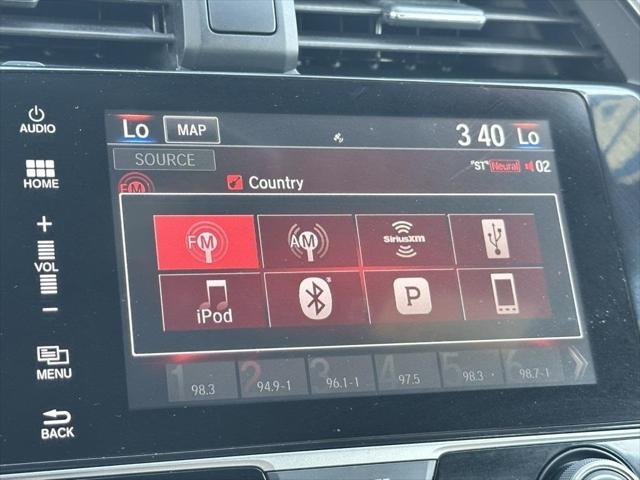 AUDIO
HOME
VOL
MENU
BACK
Lo MAP 3 40 Lo
SOURCE "ST" Neural 02
FM Country
FM AM SiriusXM
iPod P
1 98.3 2 94.9-1 3 96.1-1 4 97.5 5 98.3 6 98.7-1